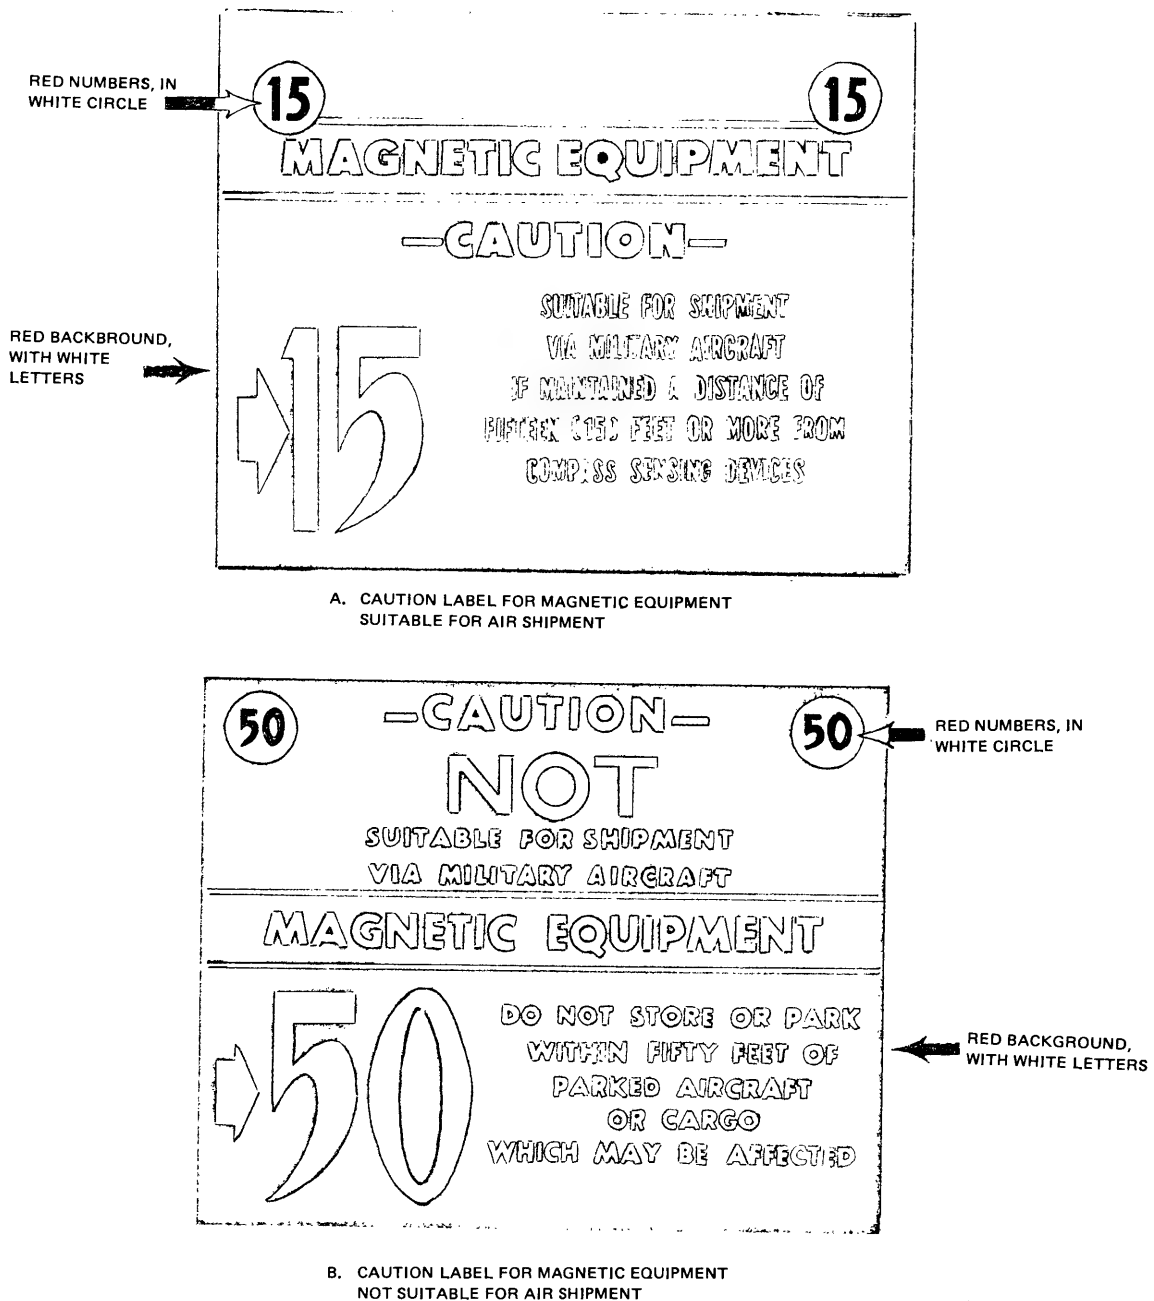 RED NUMBERS, IN
WHITE CIRCLE
15
15
MAGNETIC EQUIPMENT
—CAUTION—
RED BACKBROUND,
WITH WHITE
LETTERS
15
SUITABLE FOR SHIPMENT
VIA MILITARY AIRCRAFT
IF MAINTAINED A DISTANCE OF
FIFTEEN (15) FEET OR MORE FROM
COMPASS SENSING DEVICES
A. CAUTION LABEL FOR MAGNETIC EQUIPMENT
SUITABLE FOR AIR SHIPMENT
50
—CAUTION—
50
RED NUMBERS, IN
WHITE CIRCLE
NOT
SUITABLE FOR SHIPMENT
VIA MILITARY AIRCRAFT
MAGNETIC EQUIPMENT
50
DO NOT STORE OR PARK
WITHIN FIFTY FEET OF
PARKED AIRCRAFT
OR CARGO
WHICH MAY BE AFFECTED
RED BACKGROUND,
WITH WHITE LETTERS
B. CAUTION LABEL FOR MAGNETIC EQUIPMENT
NOT SUITABLE FOR AIR SHIPMENT